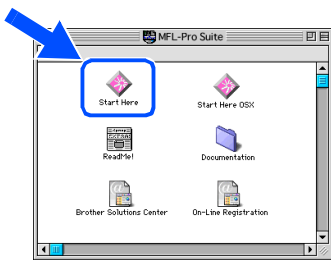 MFL-Pro Suite
Start Here
Start Here OSX
ReadMe!
Documentation
Brother Solutions Center
On-Line Registration